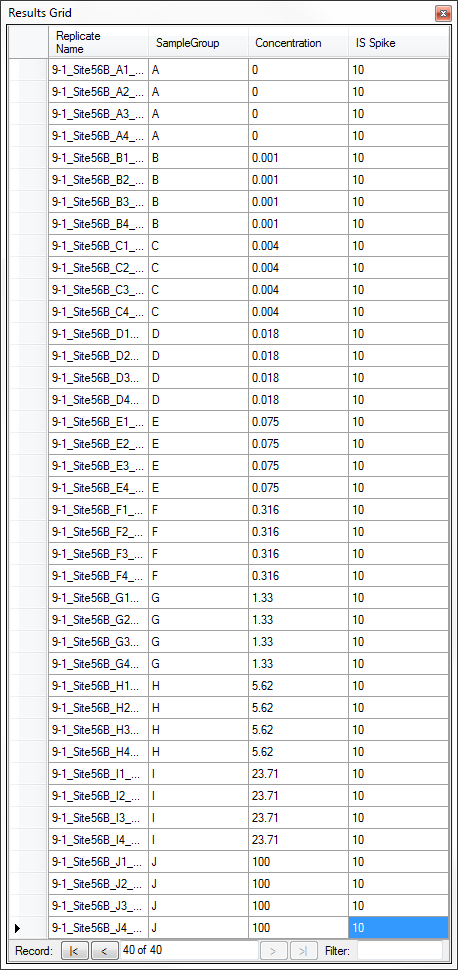 Results Grid
Replicate Name SampleGroup Concentration IS Spike
9-1_Site56B_A1_... A 0 10
9-1_Site56B_A2_... A 0 10
9-1_Site56B_A3_... A 0 10
9-1_Site56B_A4_... A 0 10
9-1_Site56B_B1_... B 0.001 10
9-1_Site56B_B2_... B 0.001 10
9-1_Site56B_B3_... B 0.001 10
9-1_Site56B_B4_... B 0.001 10
9-1_Site56B_C1_... C 0.004 10
9-1_Site56B_C2_... C 0.004 10
9-1_Site56B_C3_... C 0.004 10
9-1_Site56B_C4_... C 0.004 10
9-1_Site56B_D1... D 0.018 10
9-1_Site56B_D2... D 0.018 10
9-1_Site56B_D3... D 0.018 10
9-1_Site56B_D4... D 0.018 10
9-1_Site56B_E1_... E 0.075 10
9-1_Site56B_E2_... E 0.075 10
9-1_Site56B_E3_... E 0.075 10
9-1_Site56B_E4_... E 0.075 10
9-1_Site56B_F1_... F 0.316 10
9-1_Site56B_F2_... F 0.316 10
9-1_Site56B_F3_... F 0.316 10
9-1_Site56B_F4_... F 0.316 10
9-1_Site56B_G1... G 1.33 10
9-1_Site56B_G2... G 1.33 10
9-1_Site56B_G3... G 1.33 10
9-1_Site56B_G4... G 1.33 10
9-1_Site56B_H1... H 5.62 10
9-1_Site56B_H2... H 5.62 10
9-1_Site56B_H3... H 5.62 10
9-1_Site56B_H4... H 5.62 10
9-1_Site56B_I1_... I 23.71 10
9-1_Site56B_I2_... I 23.71 10
9-1_Site56B_I3_... I 23.71 10
9-1_Site56B_I4_... I 23.71 10
9-1_Site56B_J1_... J 100 10
9-1_Site56B_J2_... J 100 10
9-1_Site56B_J3_... J 100 10
9-1_Site56B_J4_... J 100 10
Record: |< < 40 of 40 > >| Filter: